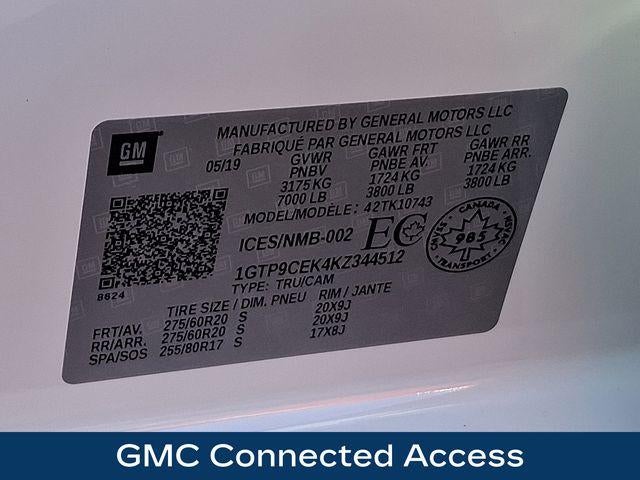 GM
MANUFACTURED BY GENERAL MOTORS LLC
FABRIQUÉ PAR GENERAL MOTORS LLC
05/19 GVWR GAWR FRT GAWR RR
PNBV PNBE AV. PNBE ARR.
3175 KG 1724 KG 1724 KG
7000 LB 3800 LB 3800 LB
MODEL/MODÈLE: 42TK10743
ICES/NMB-002 EC
CANADA
985
TRANSPORT
1GTP9CEK4KZ344512
TYPE: TRU/CAM
8624
TIRE SIZE / DIM. PNEU RIM / JANTE
FRT/AV. 275/60R20 S 20X9J
RR/ARR. 275/60R20 S 20X9J
SPA/SOS 255/80R17 S 17X8J
GMC Connected Access